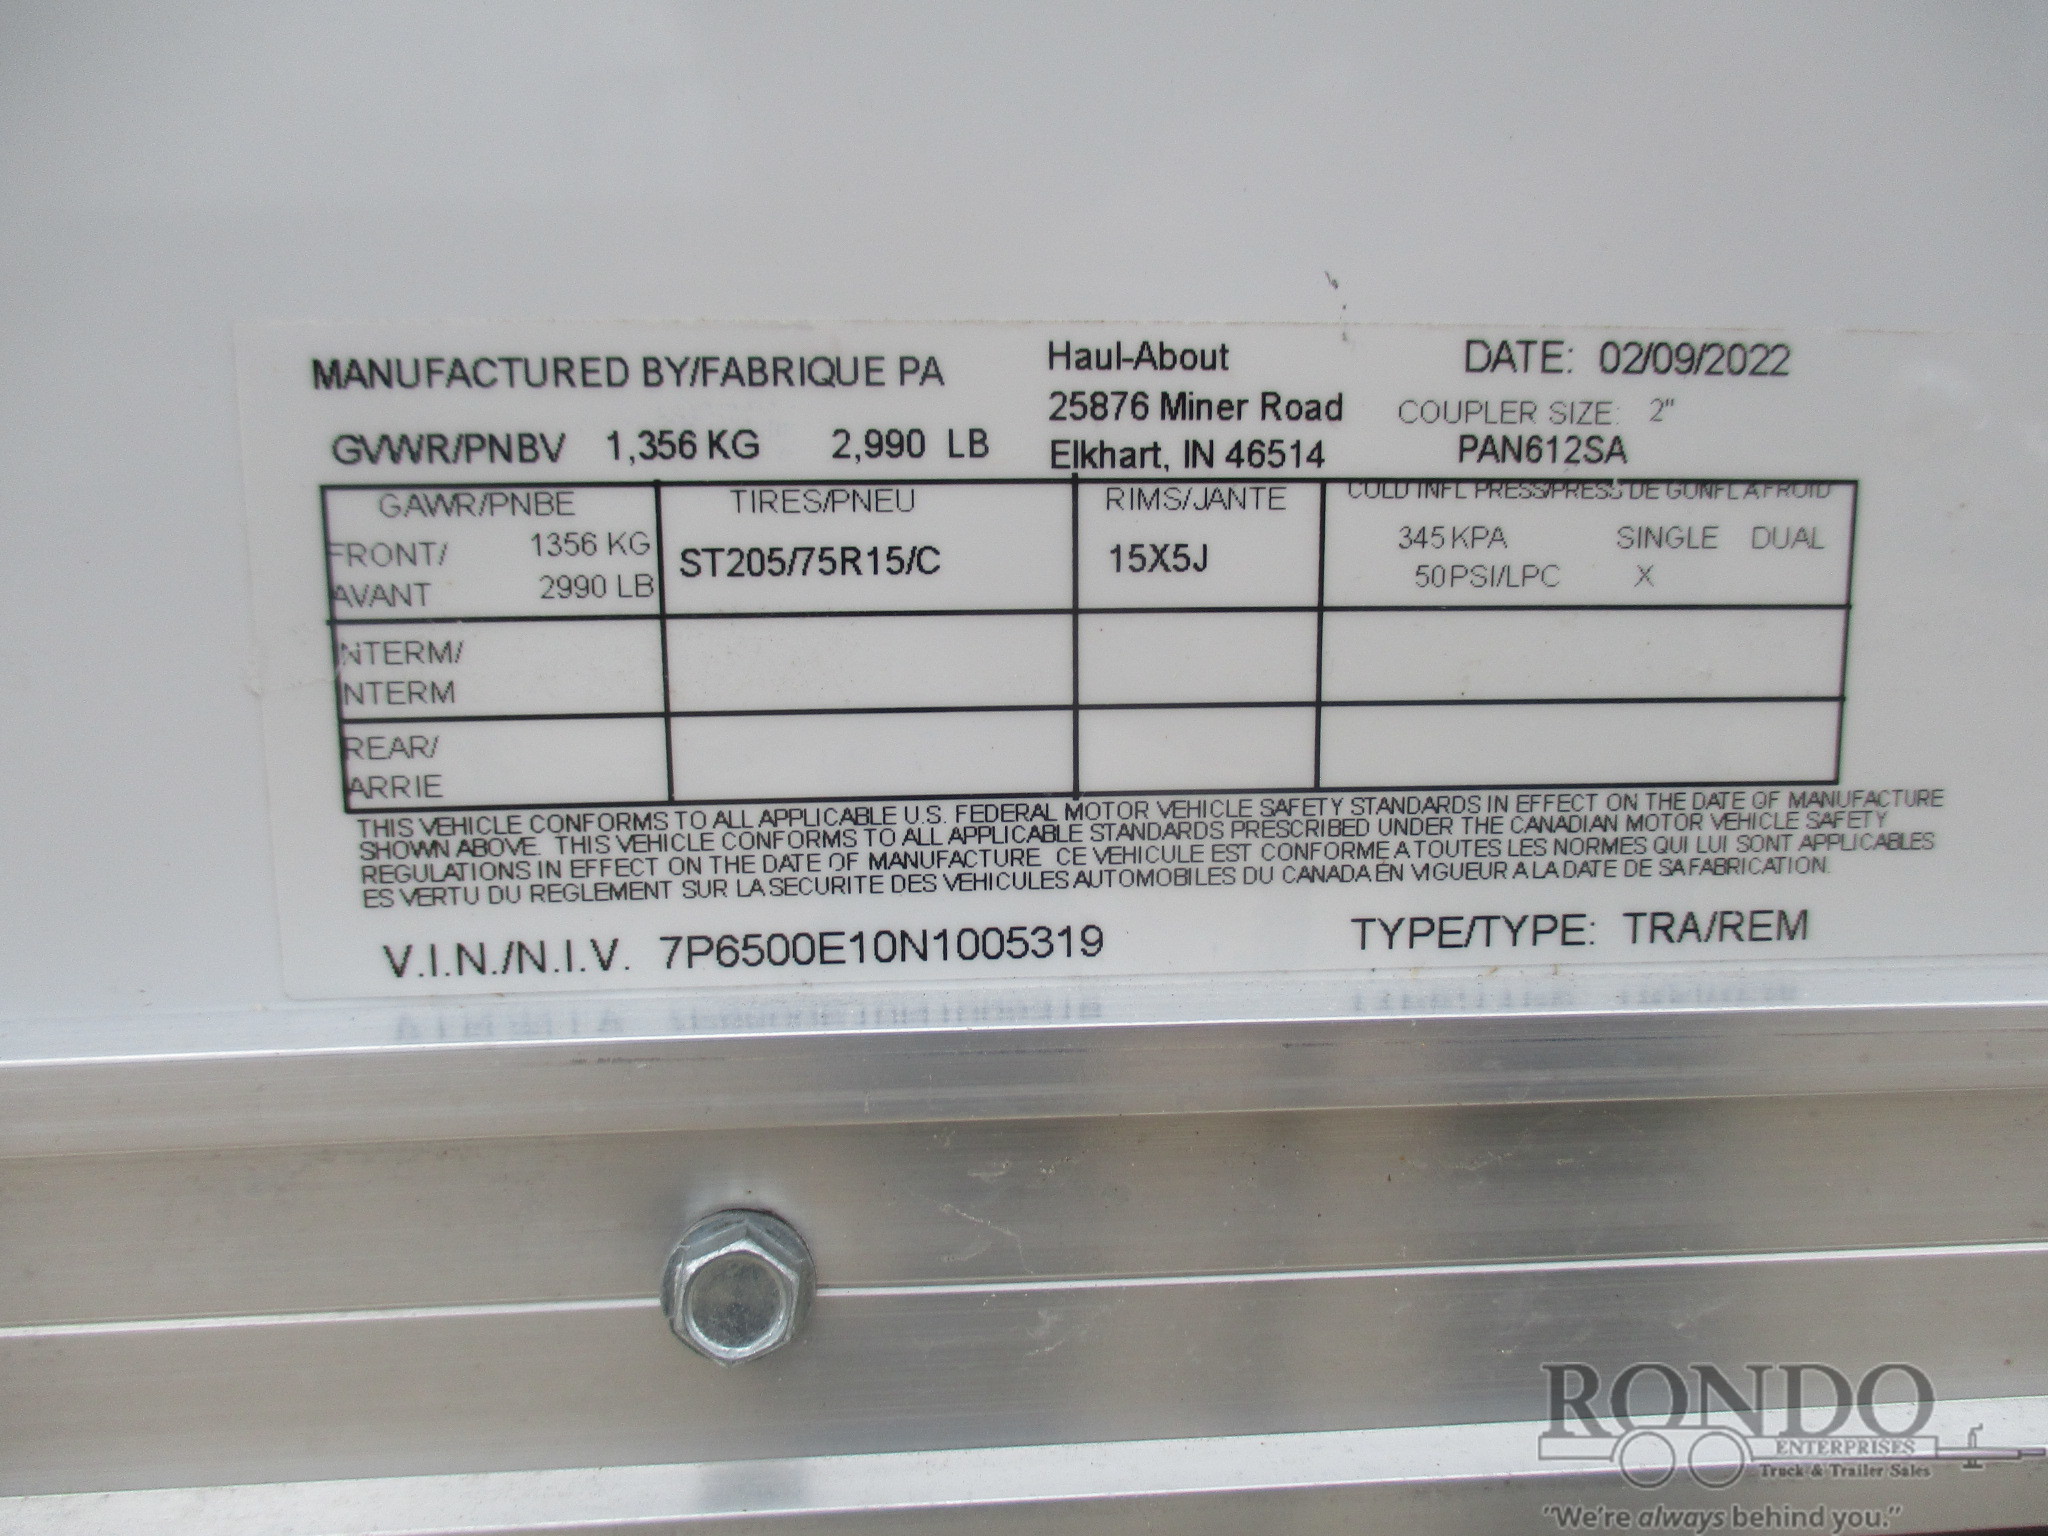 MANUFACTURED BY/FABRIQUE PA
Haul-About
DATE: 02/09/2022
25876 Miner Road
COUPLER SIZE: 2"
GVWR/PNBV 1,356 KG 2,990 LB
Elkhart, IN 46514
PAN612SA
GAWR/PNBE
TIRES/PNEU
RIMS/JANTE
COLD INFL PRESS/PRESS DE GONFL A FROID
FRONT/ 1356 KG
AVANT 2990 LB
ST205/75R15/C
15X5J
345 KPA SINGLE DUAL
50 PSI/LPC X
INTERM/
INTERM
REAR/
ARRIE
THIS VEHICLE CONFORMS TO ALL APPLICABLE U.S. FEDERAL MOTOR VEHICLE SAFETY STANDARDS IN EFFECT ON THE DATE OF MANUFACTURE
SHOWN ABOVE. THIS VEHICLE CONFORMS TO ALL APPLICABLE STANDARDS PRESCRIBED UNDER THE CANADIAN MOTOR VEHICLE SAFETY
REGULATIONS IN EFFECT ON THE DATE OF MANUFACTURE. CE VEHICULE EST CONFORME A TOUTES LES NORMES QUI LUI SONT APPLICABLES
ES VERTU DU REGLEMENT SUR LA SECURITE DES VEHICULES AUTOMOBILES DU CANADA EN VIGUEUR A LA DATE DE SA FABRICATION.
V.I.N./N.I.V. 7P6500E10N1005319
TYPE/TYPE: TRA/REM
RONDO
ENTERPRISES
Truck & Trailer Sales
"We're always behind you."